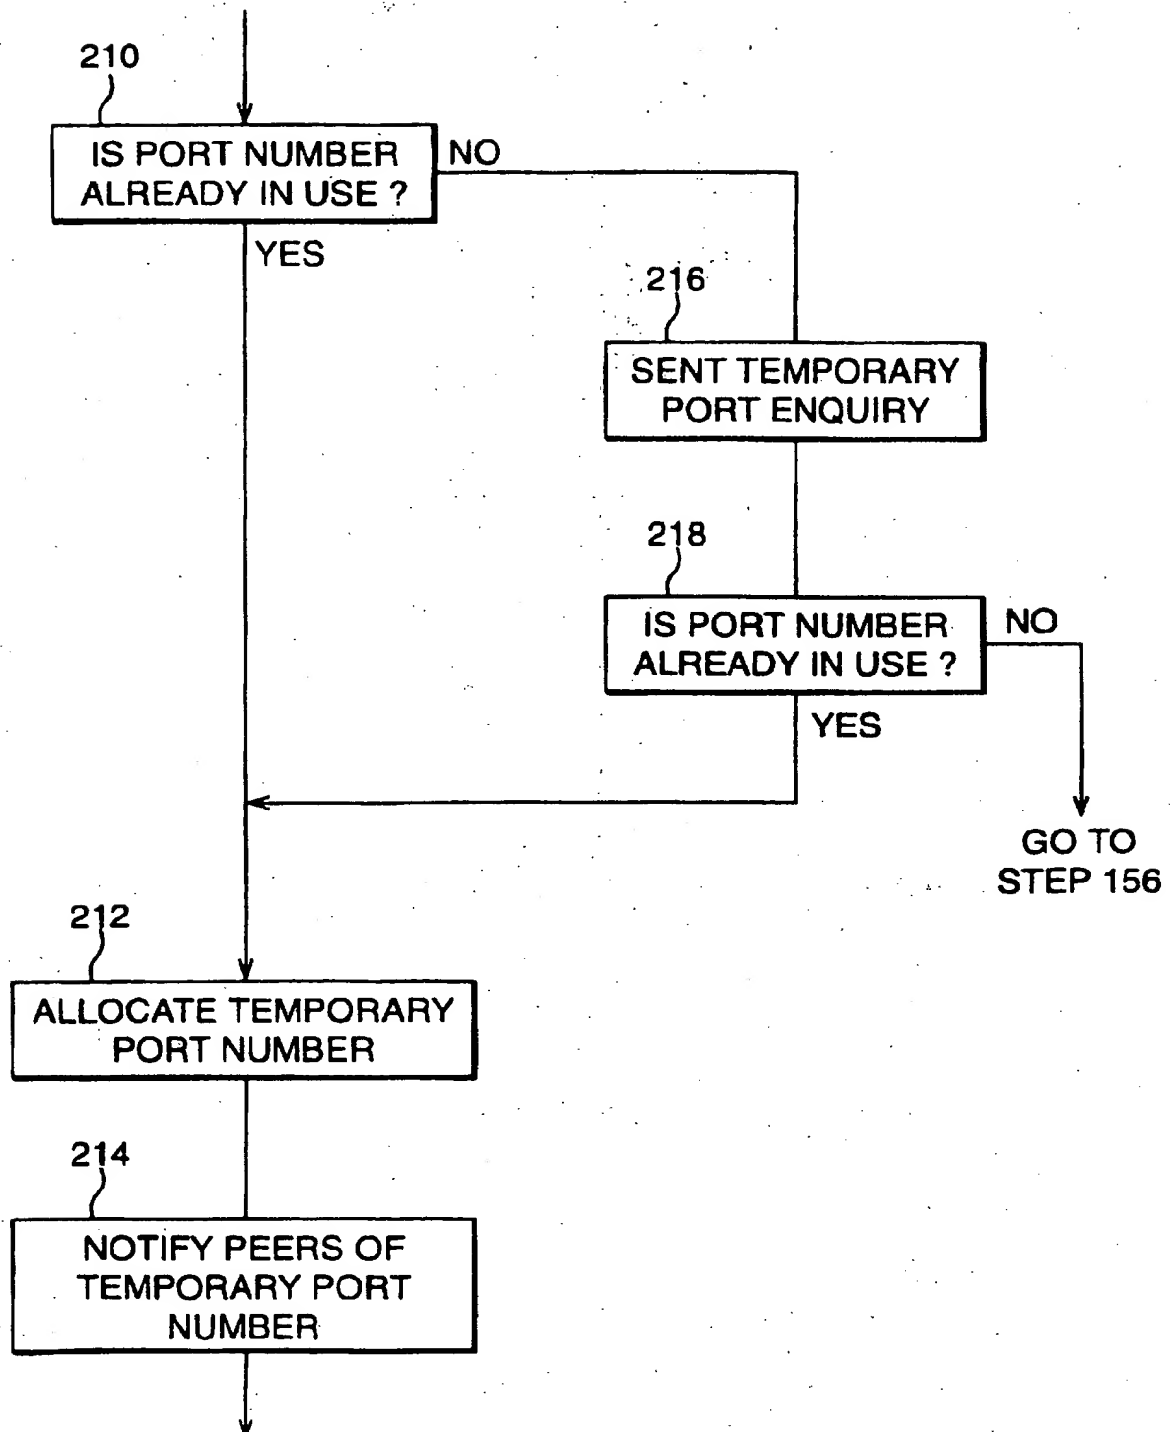 210
IS PORT NUMBER
ALREADY IN USE ?
NO
YES
216
SENT TEMPORARY
PORT ENQUIRY
218
IS PORT NUMBER
ALREADY IN USE ?
NO
YES
GO TO
STEP 156
212
ALLOCATE TEMPORARY
PORT NUMBER
214
NOTIFY PEERS OF
TEMPORARY PORT
NUMBER